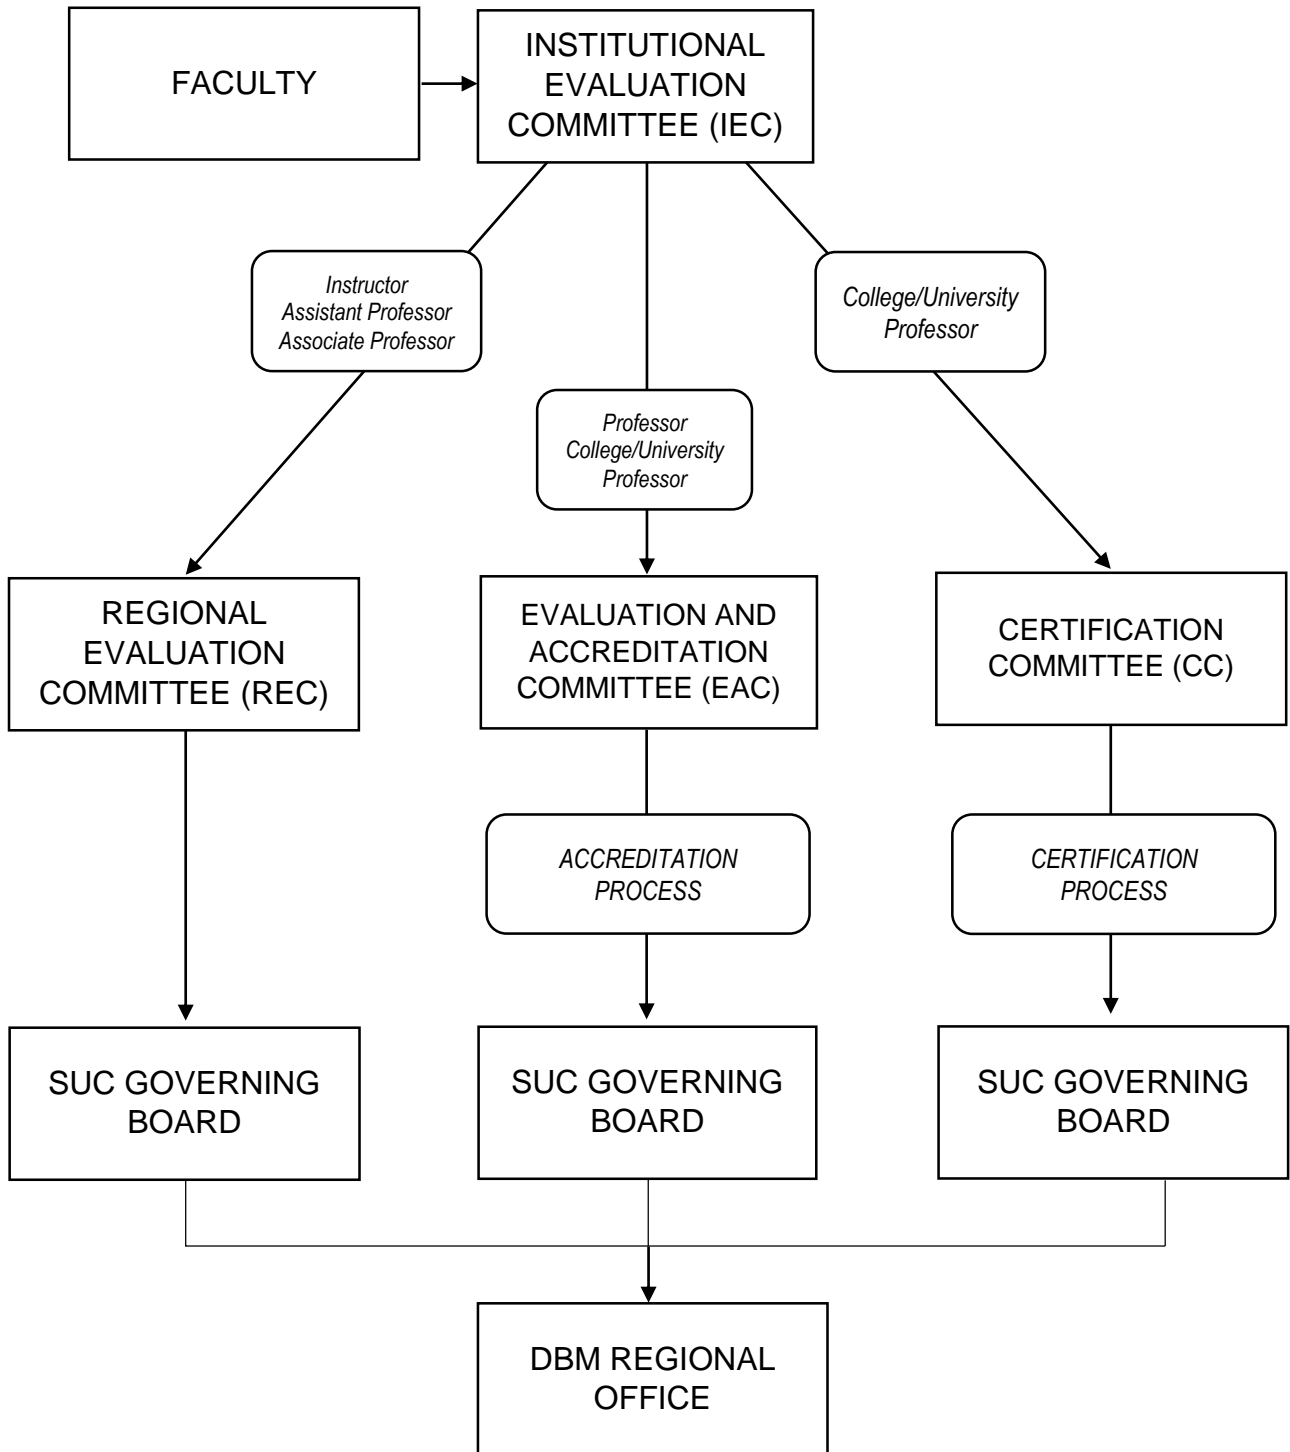 FACULTY
INSTITUTIONAL
EVALUATION
COMMITTEE (IEC)
Instructor
Assistant Professor
Associate Professor
College/University
Professor
Professor
College/University
Professor
REGIONAL
EVALUATION
COMMITTEE (REC)
EVALUATION AND
ACCREDITATION
COMMITTEE (EAC)
CERTIFICATION
COMMITTEE (CC)
ACCREDITATION
PROCESS
CERTIFICATION
PROCESS
SUC GOVERNING
BOARD
SUC GOVERNING
BOARD
SUC GOVERNING
BOARD
DBM REGIONAL
OFFICE